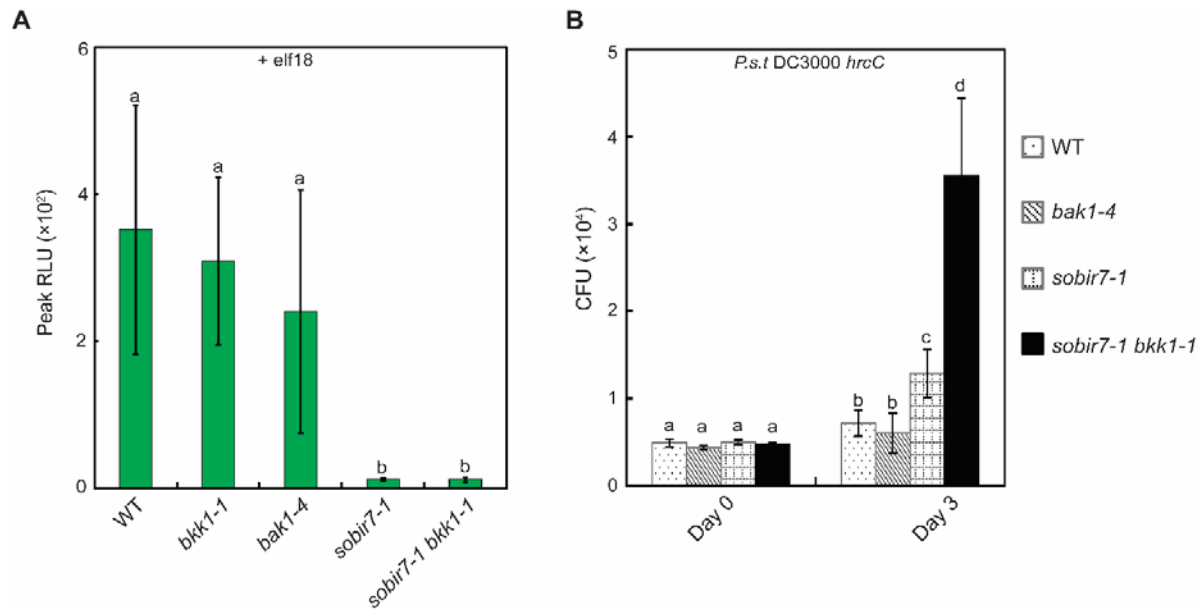 A
+ elf18
Peak RLU (×10²)
6
4
2
0
a
a
a
b
b
WT
bkk1-1
bak1-4
sobir7-1
sobir7-1 bkk1-1
B
P.s.t DC3000 hrcC
CFU (×10⁴)
5
4
3
2
1
0
a
a
a
a
b
b
c
d
Day 0
Day 3
WT
bak1-4
sobir7-1
sobir7-1 bkk1-1